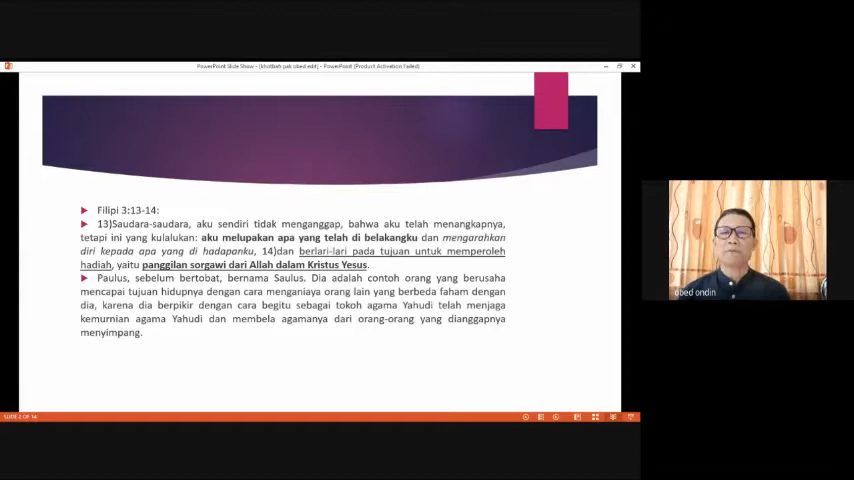 PowerPoint Slide Show - [khotbah pak obed edit] - PowerPoint (Product Activation Failed)
Filipi 3:13-14:
13)Saudara-saudara, aku sendiri tidak menganggap, bahwa aku telah menangkapnya,
tetapi ini yang kulalukan: aku melupakan apa yang telah di belakangku dan mengarahkan
diri kepada apa yang di hadapanku, 14)dan berlari-lari pada tujuan untuk memperoleh
hadiah, yaitu panggilan sorgawi dari Allah dalam Kristus Yesus.
Paulus, sebelum bertobat, bernama Saulus. Dia adalah contoh orang yang berusaha
mencapai tujuan hidupnya dengan cara menganiaya orang lain yang berbeda faham dengan
dia, karena dia berpikir dengan cara begitu sebagai tokoh agama Yahudi telah menjaga
kemurnian agama Yahudi dan membela agamanya dari orang-orang yang dianggapnya
menyimpang.
obed ondin
SLIDE 2 OF 14